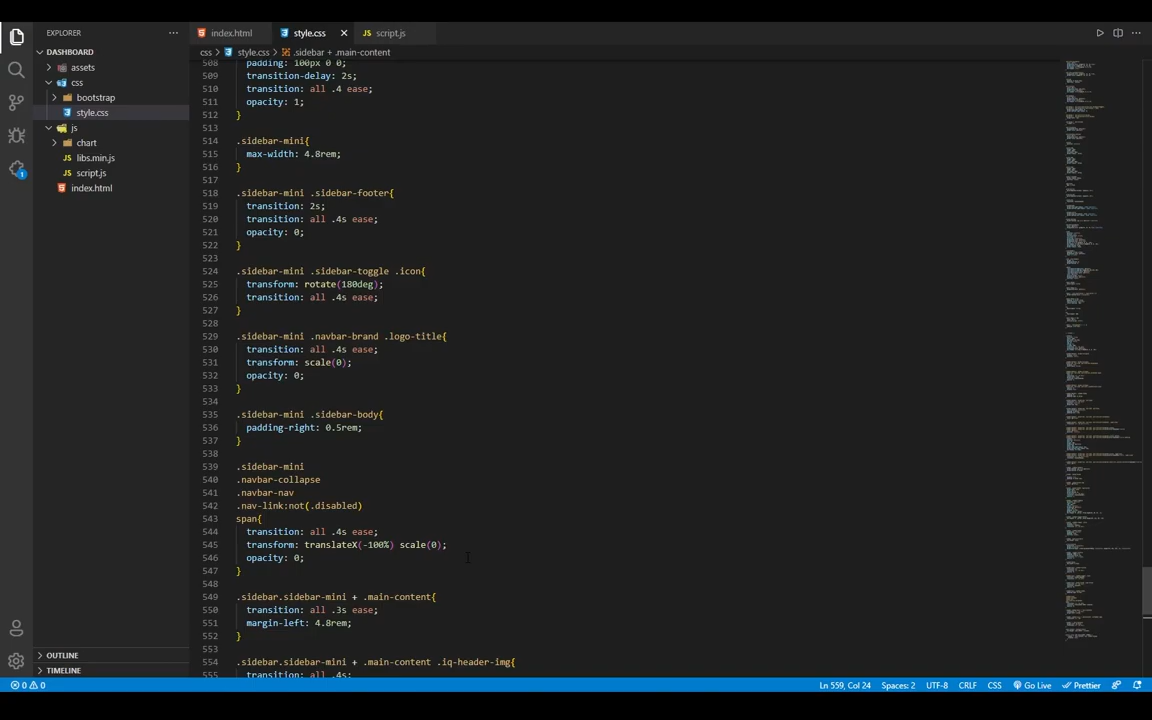 EXPLORER
index.html
style.css
script.js
DASHBOARD
css > style.css > .sidebar + .main-content
assets
css
bootstrap
style.css
js
chart
libs.min.js
script.js
index.html
508 padding: 100px 0 0;
509 transition-delay: 2s;
510 transition: all .4 ease;
511 opacity: 1;
512 }
513
514 .sidebar-mini{
515 max-width: 4.8rem;
516 }
517
518 .sidebar-mini .sidebar-footer{
519 transition: 2s;
520 transition: all .4s ease;
521 opacity: 0;
522 }
523
524 .sidebar-mini .sidebar-toggle .icon{
525 transform: rotate(180deg);
526 transition: all .4s ease;
527 }
528
529 .sidebar-mini .navbar-brand .logo-title{
530 transition: all .4s ease;
531 transform: scale(0);
532 opacity: 0;
533 }
534
535 .sidebar-mini .sidebar-body{
536 padding-right: 0.5rem;
537 }
538
539 .sidebar-mini
540 .navbar-collapse
541 .navbar-nav
542 .nav-link:not(.disabled)
543 span{
544 transition: all .4s ease;
545 transform: translateX(-100%) scale(0);
546 opacity: 0;
547 }
548
549 .sidebar.sidebar-mini + .main-content{
550 transition: all .3s ease;
551 margin-left: 4.8rem;
552 }
553
554 .sidebar.sidebar-mini + .main-content .iq-header-img{
555 transition: all .4s;
OUTLINE
TIMELINE
0 0
Ln 559, Col 24
Spaces: 2
UTF-8
CRLF
CSS
Go Live
Prettier
1